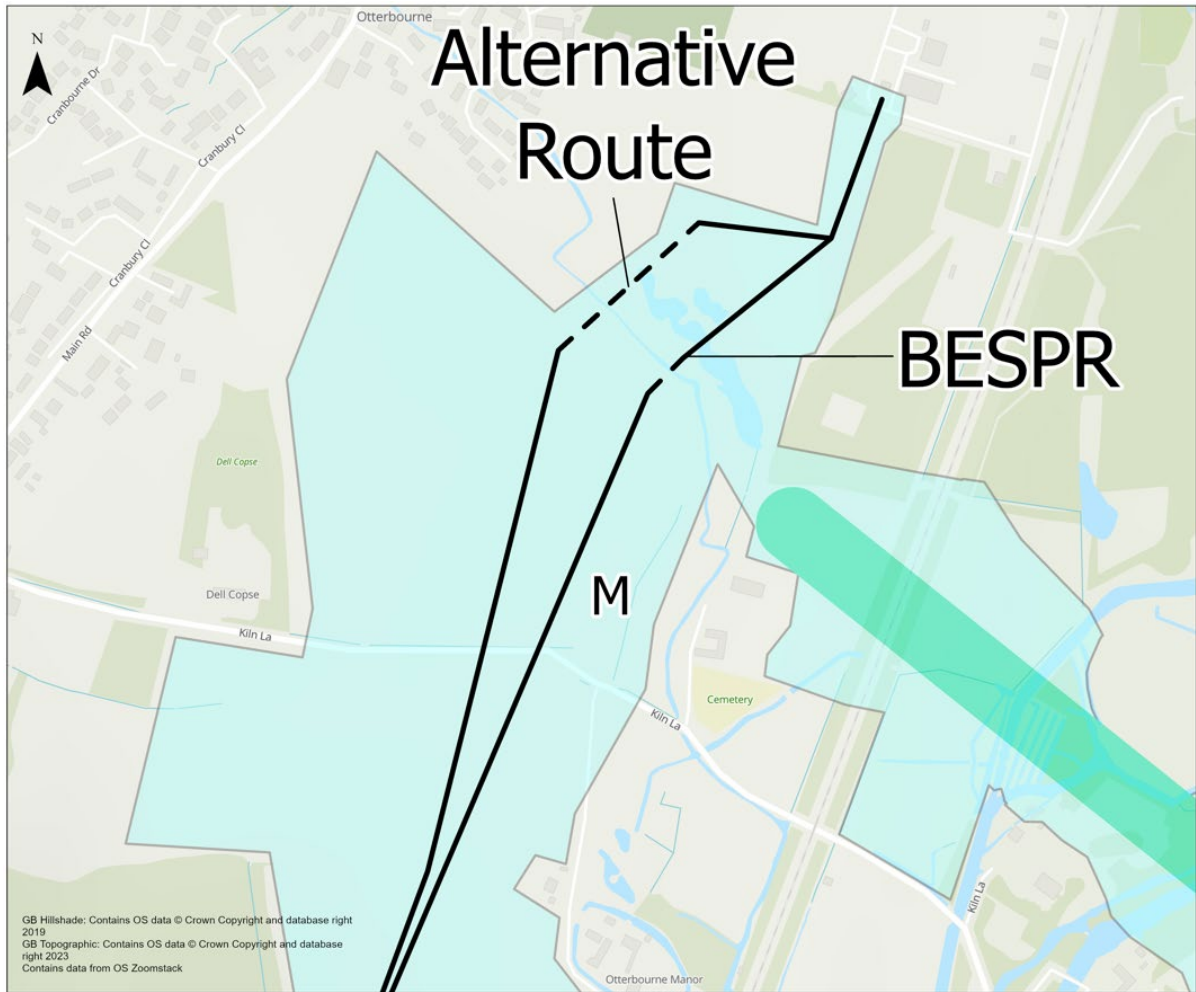 Otterbourne
N
Alternative
Route
Cranbourne Dr
Cranbury Cl
Cranbury Cl
Main Rd
BESPR
Dell Copse
M
Dell Copse
Kiln La
Cemetery
Kiln La
Kiln La
GB Hillshade: Contains OS data © Crown Copyright and database right
2019
GB Topographic: Contains OS data © Crown Copyright and database
right 2023
Contains data from OS Zoomstack
Otterbourne Manor